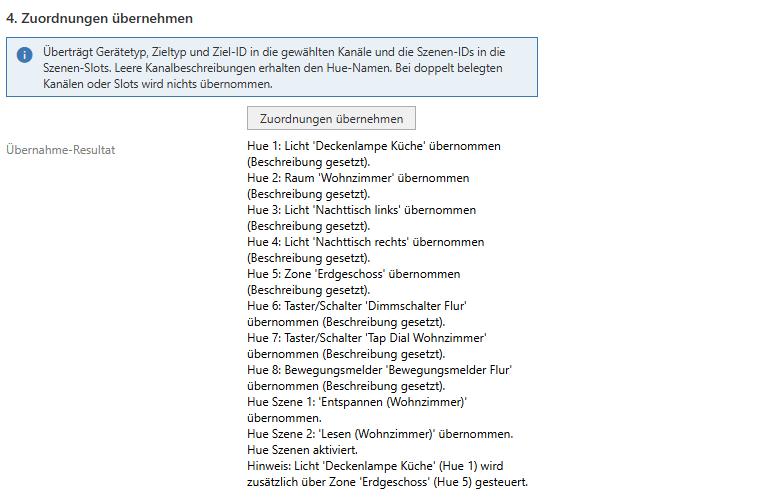 4. Zuordnungen übernehmen
Überträgt Gerätetyp, Zieltyp und Ziel-ID in die gewählten Kanäle und die Szenen-IDs in die
Szenen-Slots. Leere Kanalbeschreibungen erhalten den Hue-Namen. Bei doppelt belegten
Kanälen oder Slots wird nichts übernommen.
Zuordnungen übernehmen
Übernahme-Resultat
Hue 1: Licht 'Deckenlampe Küche' übernommen
(Beschreibung gesetzt).
Hue 2: Raum 'Wohnzimmer' übernommen
(Beschreibung gesetzt).
Hue 3: Licht 'Nachttisch links' übernommen
(Beschreibung gesetzt).
Hue 4: Licht 'Nachttisch rechts' übernommen
(Beschreibung gesetzt).
Hue 5: Zone 'Erdgeschoss' übernommen
(Beschreibung gesetzt).
Hue 6: Taster/Schalter 'Dimmschalter Flur'
übernommen (Beschreibung gesetzt).
Hue 7: Taster/Schalter 'Tap Dial Wohnzimmer'
übernommen (Beschreibung gesetzt).
Hue 8: Bewegungsmelder 'Bewegungsmelder Flur'
übernommen (Beschreibung gesetzt).
Hue Szene 1: 'Entspannen (Wohnzimmer)'
übernommen.
Hue Szene 2: 'Lesen (Wohnzimmer)' übernommen.
Hue Szenen aktiviert.
Hinweis: Licht 'Deckenlampe Küche' (Hue 1) wird
zusätzlich über Zone 'Erdgeschoss' (Hue 5) gesteuert.